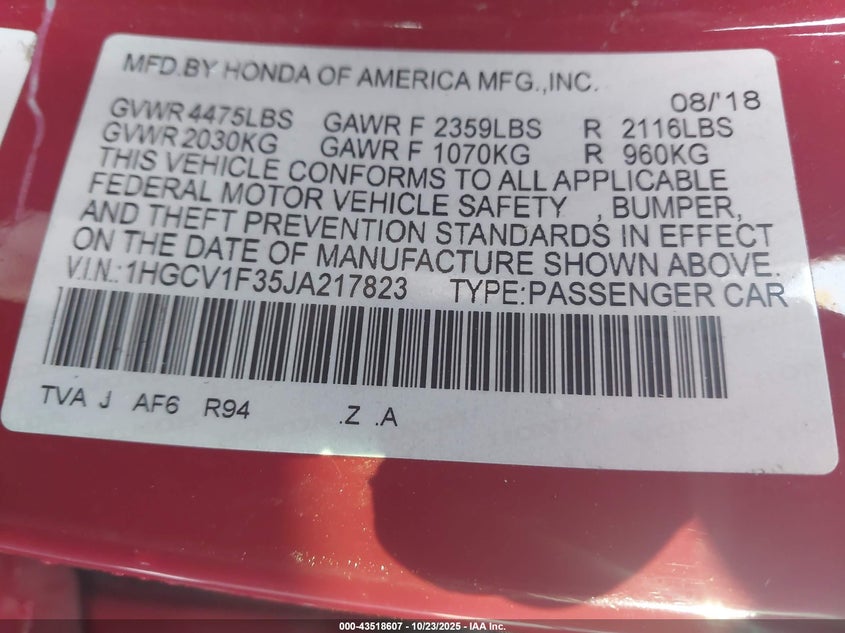 MFD.BY HONDA OF AMERICA MFG.,INC.
08/'18
GVWR 4475LBS GAWR F 2359LBS R 2116LBS
GVWR 2030KG GAWR F 1070KG R 960KG
THIS VEHICLE CONFORMS TO ALL APPLICABLE
FEDERAL MOTOR VEHICLE SAFETY , BUMPER,
AND THEFT PREVENTION STANDARDS IN EFFECT
ON THE DATE OF MANUFACTURE SHOWN ABOVE.
V.I.N.: 1HGCV1F35JA217823 TYPE:PASSENGER CAR
TVA J AF6 R94 .Z .A
000-43518607 - 10/23/2025 - IAA Inc.